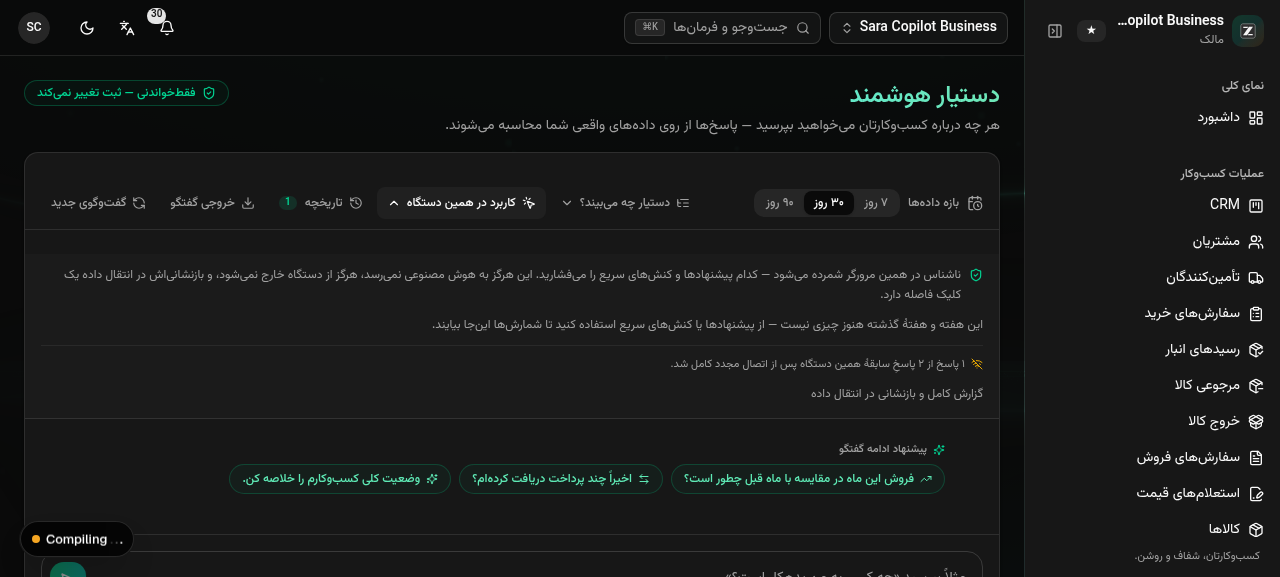 ...opilot Business
مالک
★
نمای کلی
داشبورد
عملیات کسب‌وکار
CRM
مشتریان
تأمین‌کنندگان
سفارش‌های خرید
رسیدهای انبار
مرجوعی کالا
خروج کالا
سفارش‌های فروش
استعلام‌های قیمت
کالاها
کسب‌وکارتان، شفاف و روشن.
Sara Copilot Business
جست‌وجو و فرمان‌ها ⌘K
30
SC
دستیار هوشمند
فقط‌خواندنی — ثبت تغییر نمی‌کند
هر چه درباره کسب‌وکارتان می‌خواهید بپرسید — پاسخ‌ها از روی داده‌های واقعی شما محاسبه می‌شوند.
بازه داده‌ها ۷ روز ۳۰ روز ۹۰ روز دستیار چه می‌بیند؟ کاربرد در همین دستگاه تاریخچه 1 خروجی گفتگو گفت‌وگوی جدید
ناشناس در همین مرورگر شمرده می‌شود — کدام پیشنهادها و کنش‌های سریع را می‌فشارید. این هرگز به هوش مصنوعی نمی‌رسد، هرگز از دستگاه خارج نمی‌شود، و بازنشانی‌اش در انتقال داده یک
کلیک فاصله دارد.
این هفته و هفتهٔ گذشته هنوز چیزی نیست — از پیشنهادها یا کنش‌های سریع استفاده کنید تا شمارش‌ها این‌جا بیایند.
۱ پاسخ از ۲ پاسخ سابقهٔ همین دستگاه پس از اتصال مجدد کامل شد.
گزارش کامل و بازنشانی در انتقال داده
پیشنهاد ادامه گفتگو
فروش این ماه در مقایسه با ماه قبل چطور است؟ اخیراً چند پرداخت دریافت کرده‌ام؟ وضعیت کلی کسب‌وکارم را خلاصه کن.
Compiling ...